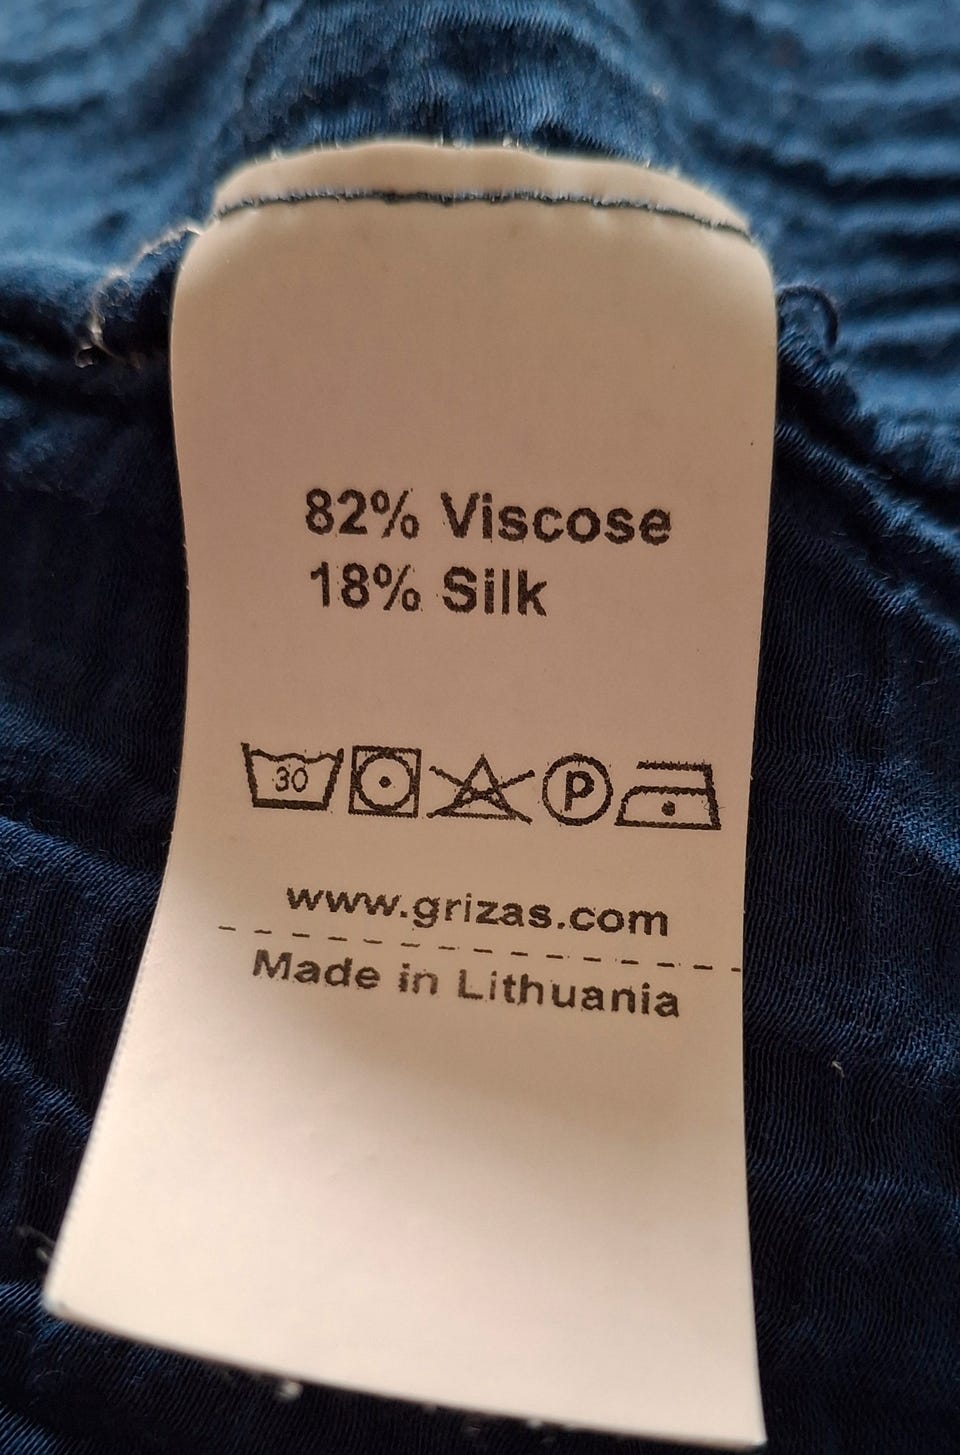 82% Viscose
18% Silk
30 P
www.grizas.com
Made in Lithuania